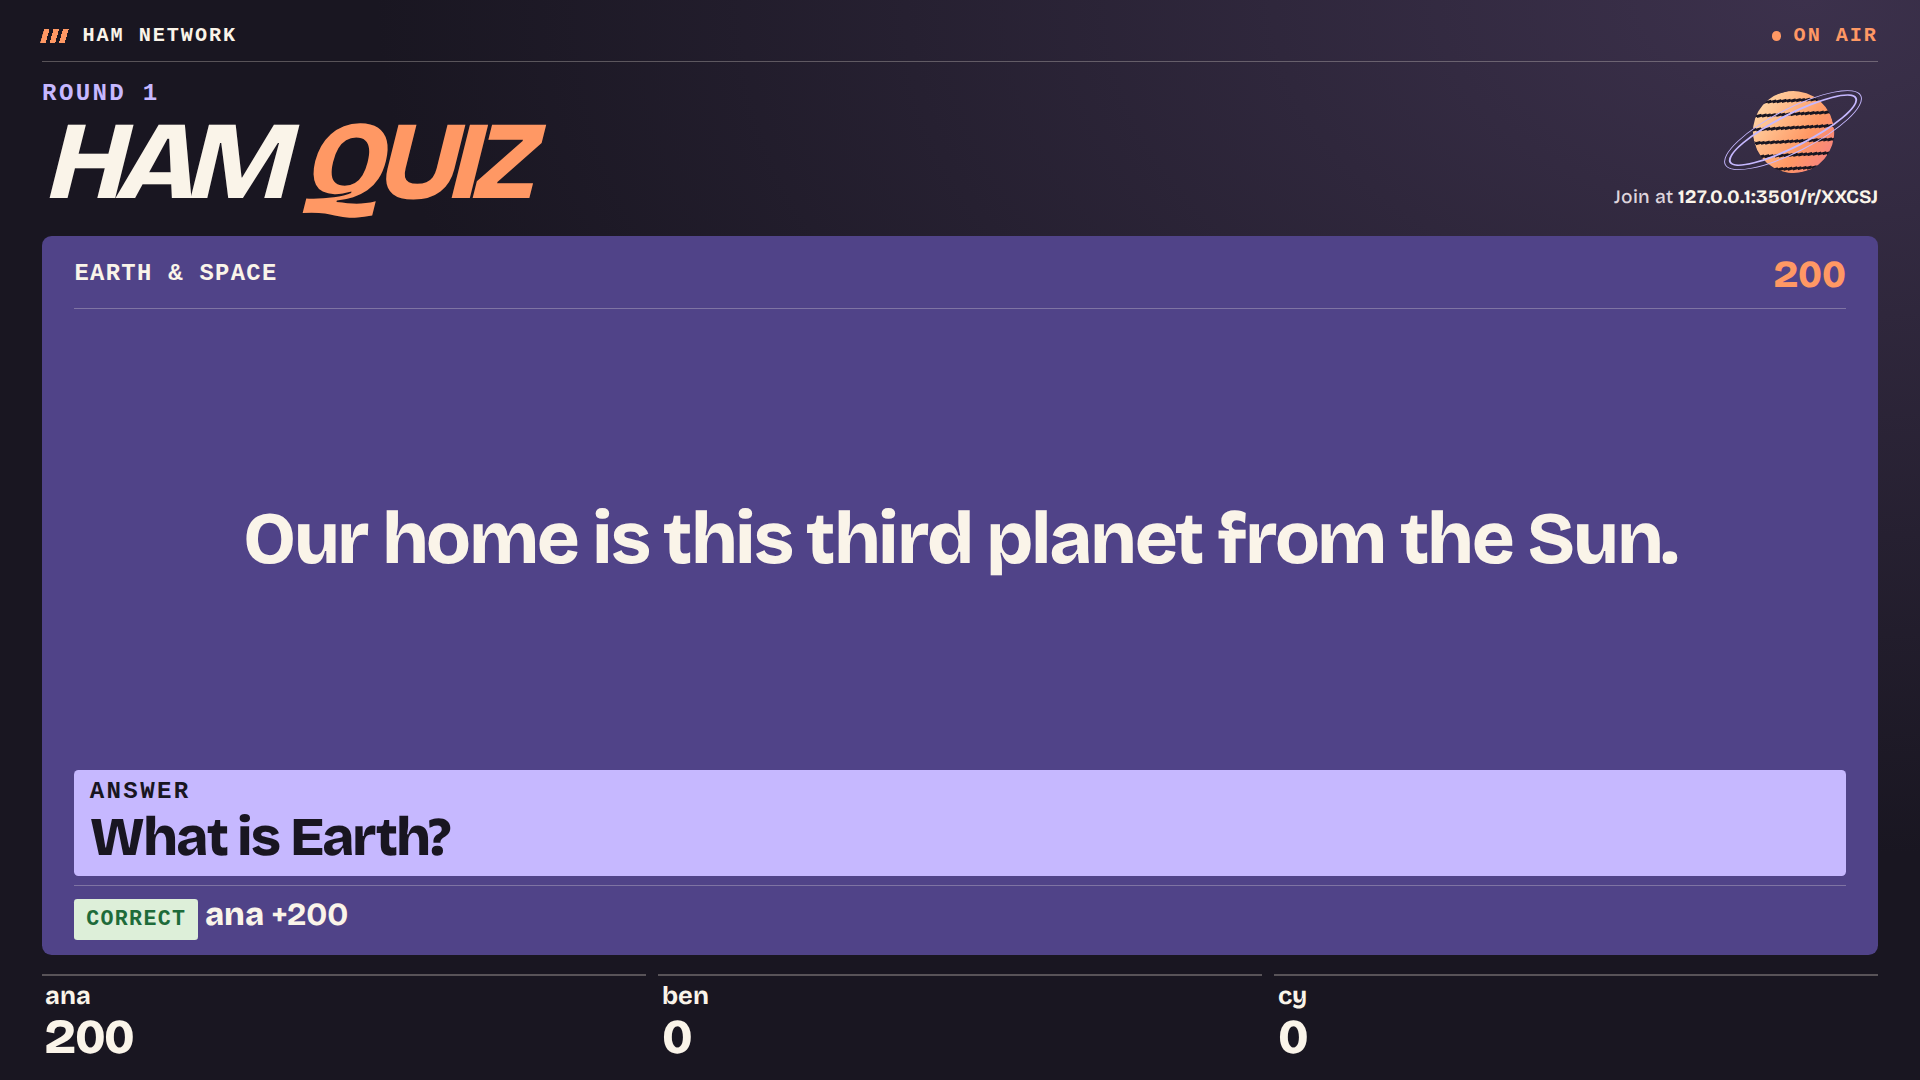 HAM NETWORK
ON AIR
ROUND 1
HAM QUIZ
Join at 127.0.0.1:3501/r/XXCSJ
EARTH & SPACE
200
Our home is this third planet from the Sun.
ANSWER
What is Earth?
CORRECT ana +200
ana
200
ben
0
cy
0